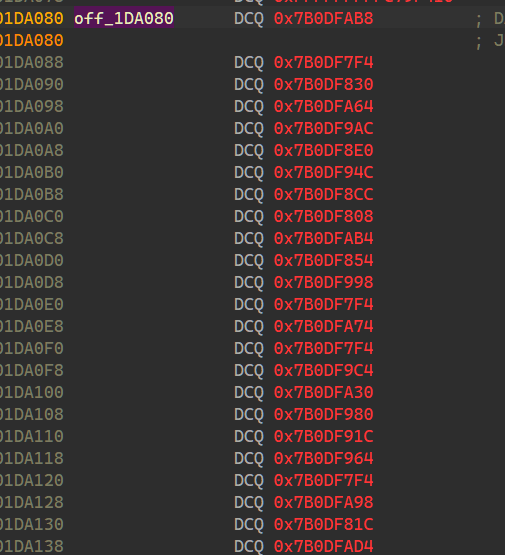 01DA080 off_1DA080 DCQ 0x7B0DFAB8 ; D
01DA080 ; J
01DA088 DCQ 0x7B0DF7F4
01DA090 DCQ 0x7B0DF830
01DA098 DCQ 0x7B0DFA64
01DA0A0 DCQ 0x7B0DF9AC
01DA0A8 DCQ 0x7B0DF8E0
01DA0B0 DCQ 0x7B0DF94C
01DA0B8 DCQ 0x7B0DF8CC
01DA0C0 DCQ 0x7B0DF808
01DA0C8 DCQ 0x7B0DFAB4
01DA0D0 DCQ 0x7B0DF854
01DA0D8 DCQ 0x7B0DF998
01DA0E0 DCQ 0x7B0DF7F4
01DA0E8 DCQ 0x7B0DFA74
01DA0F0 DCQ 0x7B0DF7F4
01DA0F8 DCQ 0x7B0DF9C4
01DA100 DCQ 0x7B0DFA30
01DA108 DCQ 0x7B0DF980
01DA110 DCQ 0x7B0DF91C
01DA118 DCQ 0x7B0DF964
01DA120 DCQ 0x7B0DF7F4
01DA128 DCQ 0x7B0DFA98
01DA130 DCQ 0x7B0DF81C
01DA138 DCQ 0x7B0DFAD4